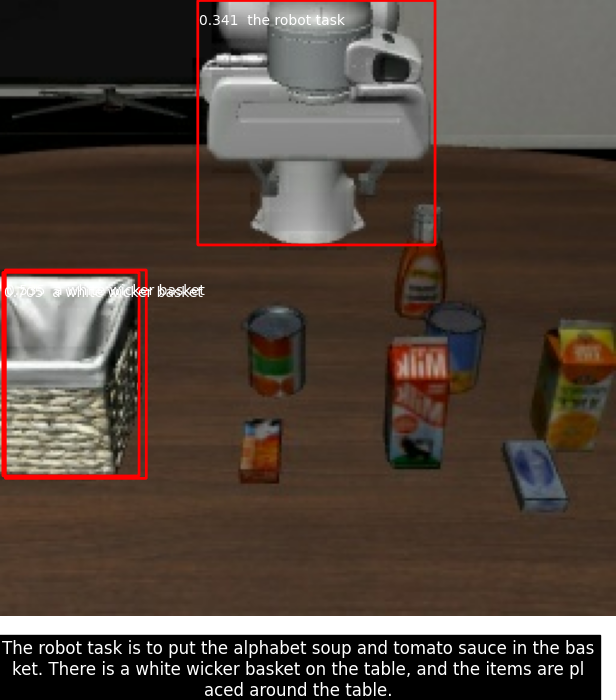 0.341 the robot task
a white wicker basket
Milk
Milk
The robot task is to put the alphabet soup and tomato sauce in the bas
ket. There is a white wicker basket on the table, and the items are pl
aced around the table.